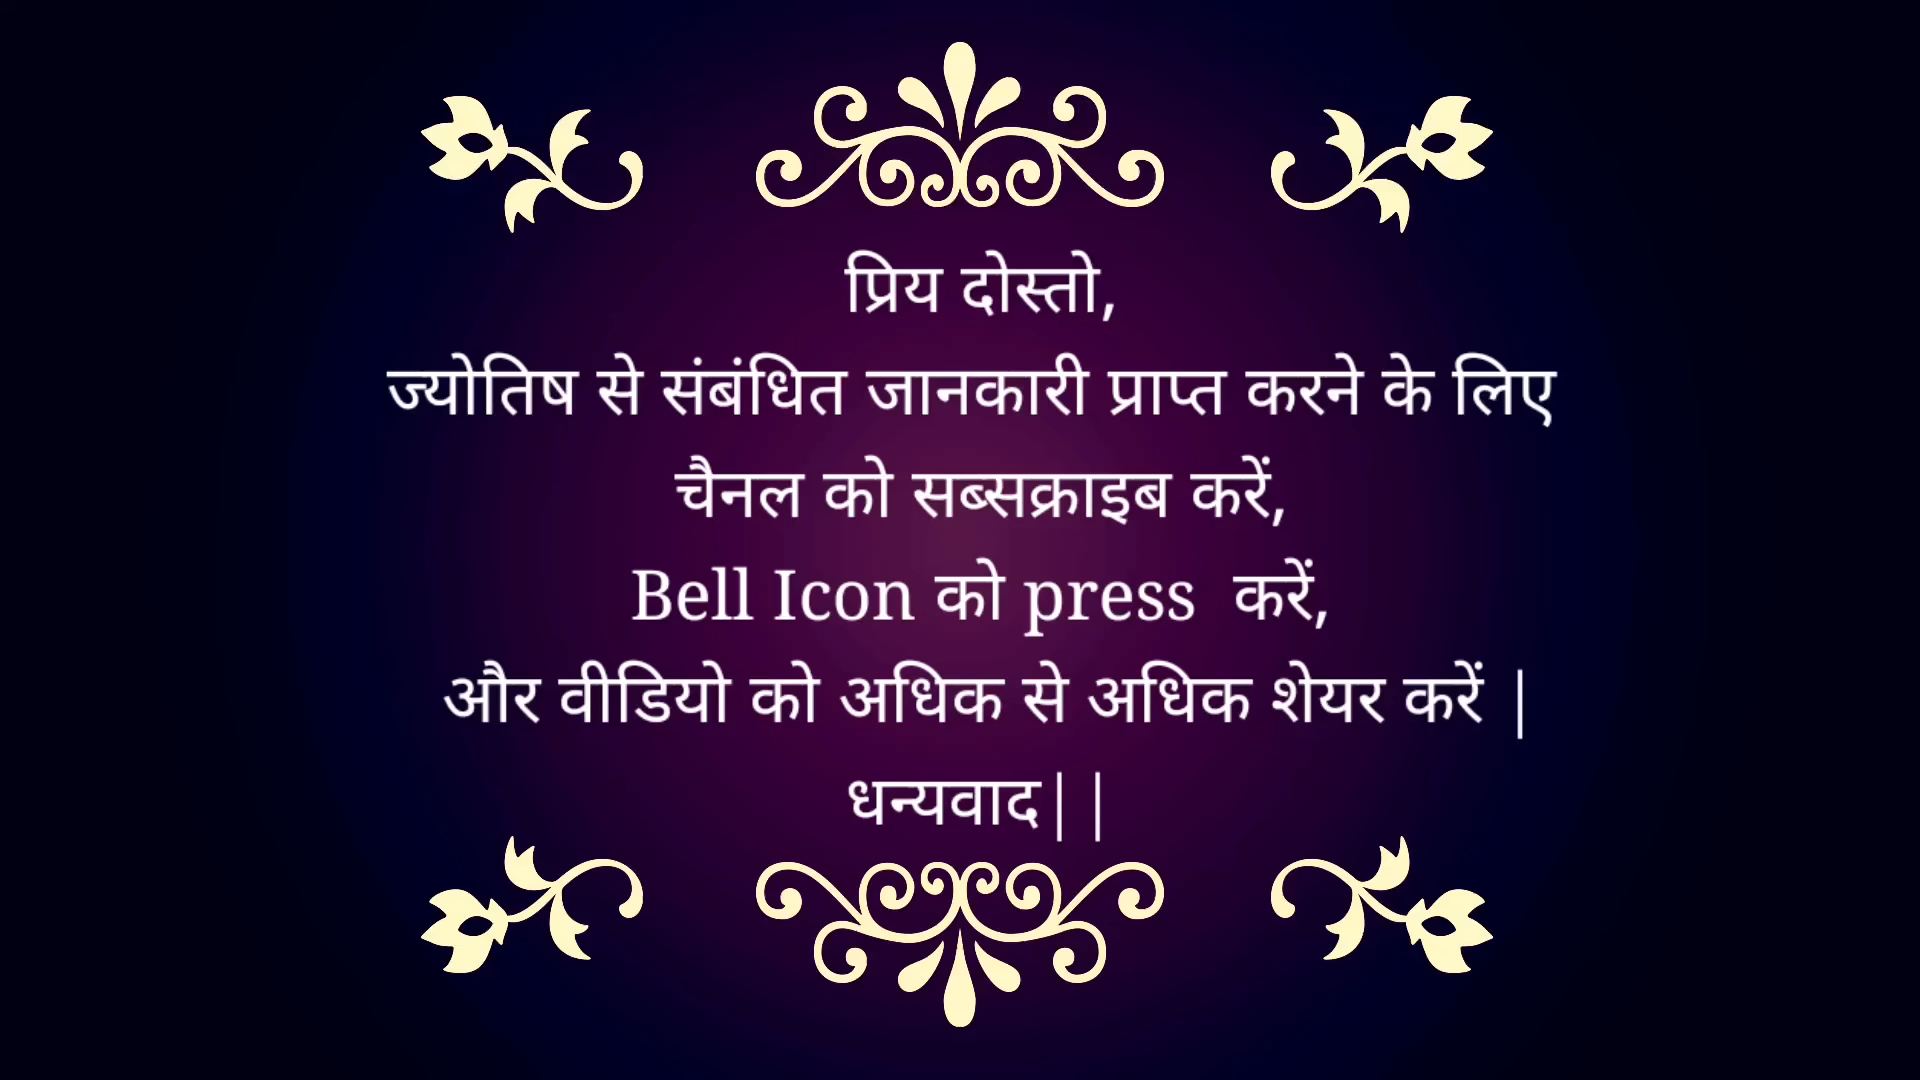 प्रिय दोस्तो,
ज्योतिष से संबंधित जानकारी प्राप्त करने के लिए
चैनल को सब्सक्राइब करें,
Bell Icon को press  करें,
और वीडियो को अधिक से अधिक शेयर करें |
धन्यवाद||